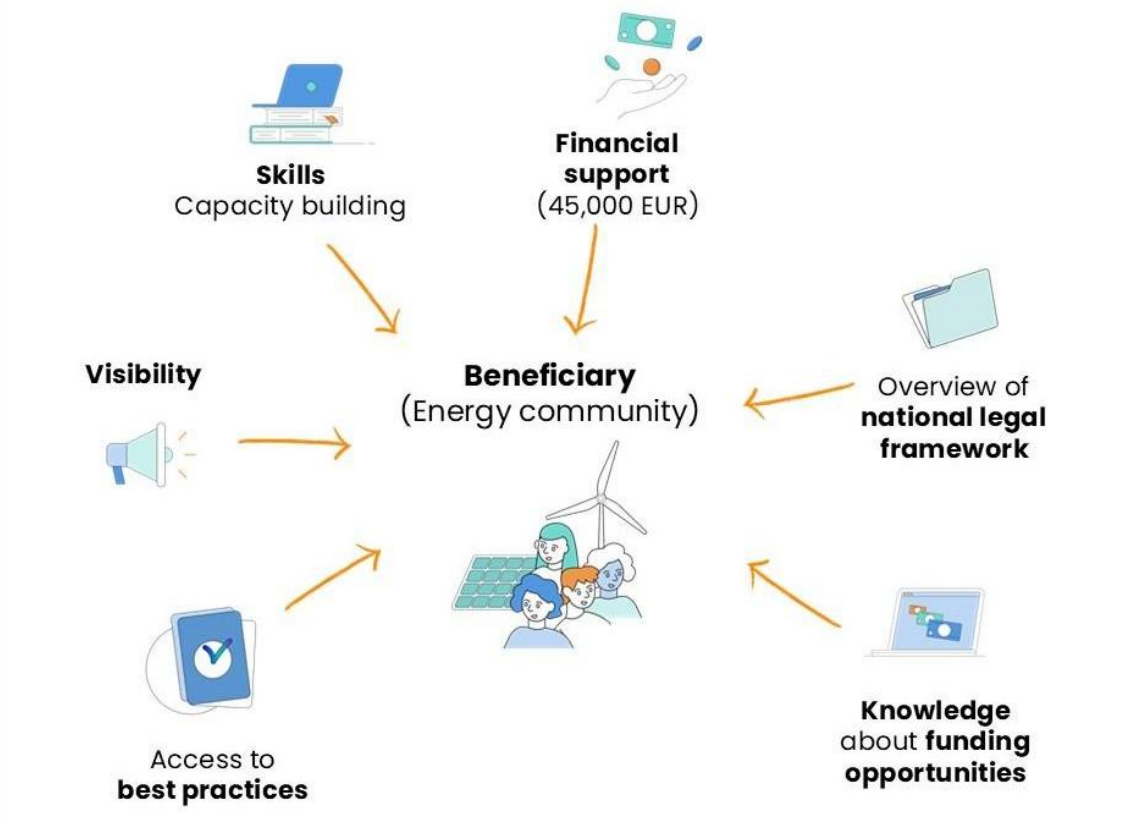 Skills
Capacity building
Financial
support
(45,000 EUR)
Visibility
Beneficiary
(Energy community)
Overview of
national legal
framework
Access to
best practices
Knowledge
about funding
opportunities